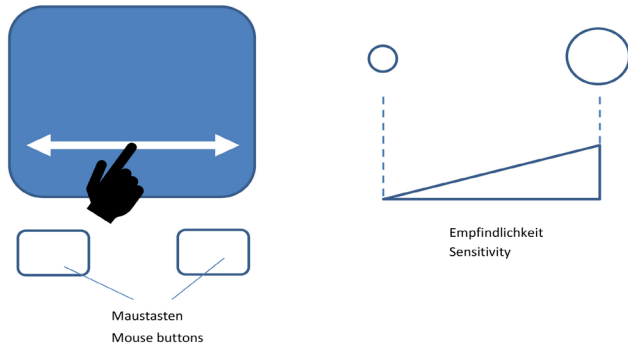 Empfindlichkeit
Sensitivity
Maustasten
Mouse buttons